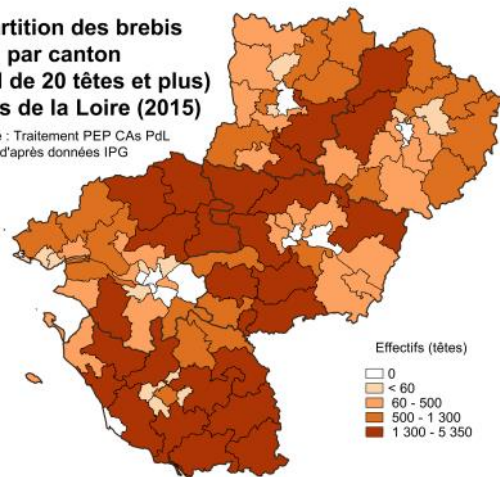 rtition des brebis
par canton
de 20 têtes et plus)
s de la Loire (2015)
: Traitement PEP CAs PdL
d'après données IPG
Effectifs (têtes)
0
< 60
60 - 500
500 - 1 300
1 300 - 5 350